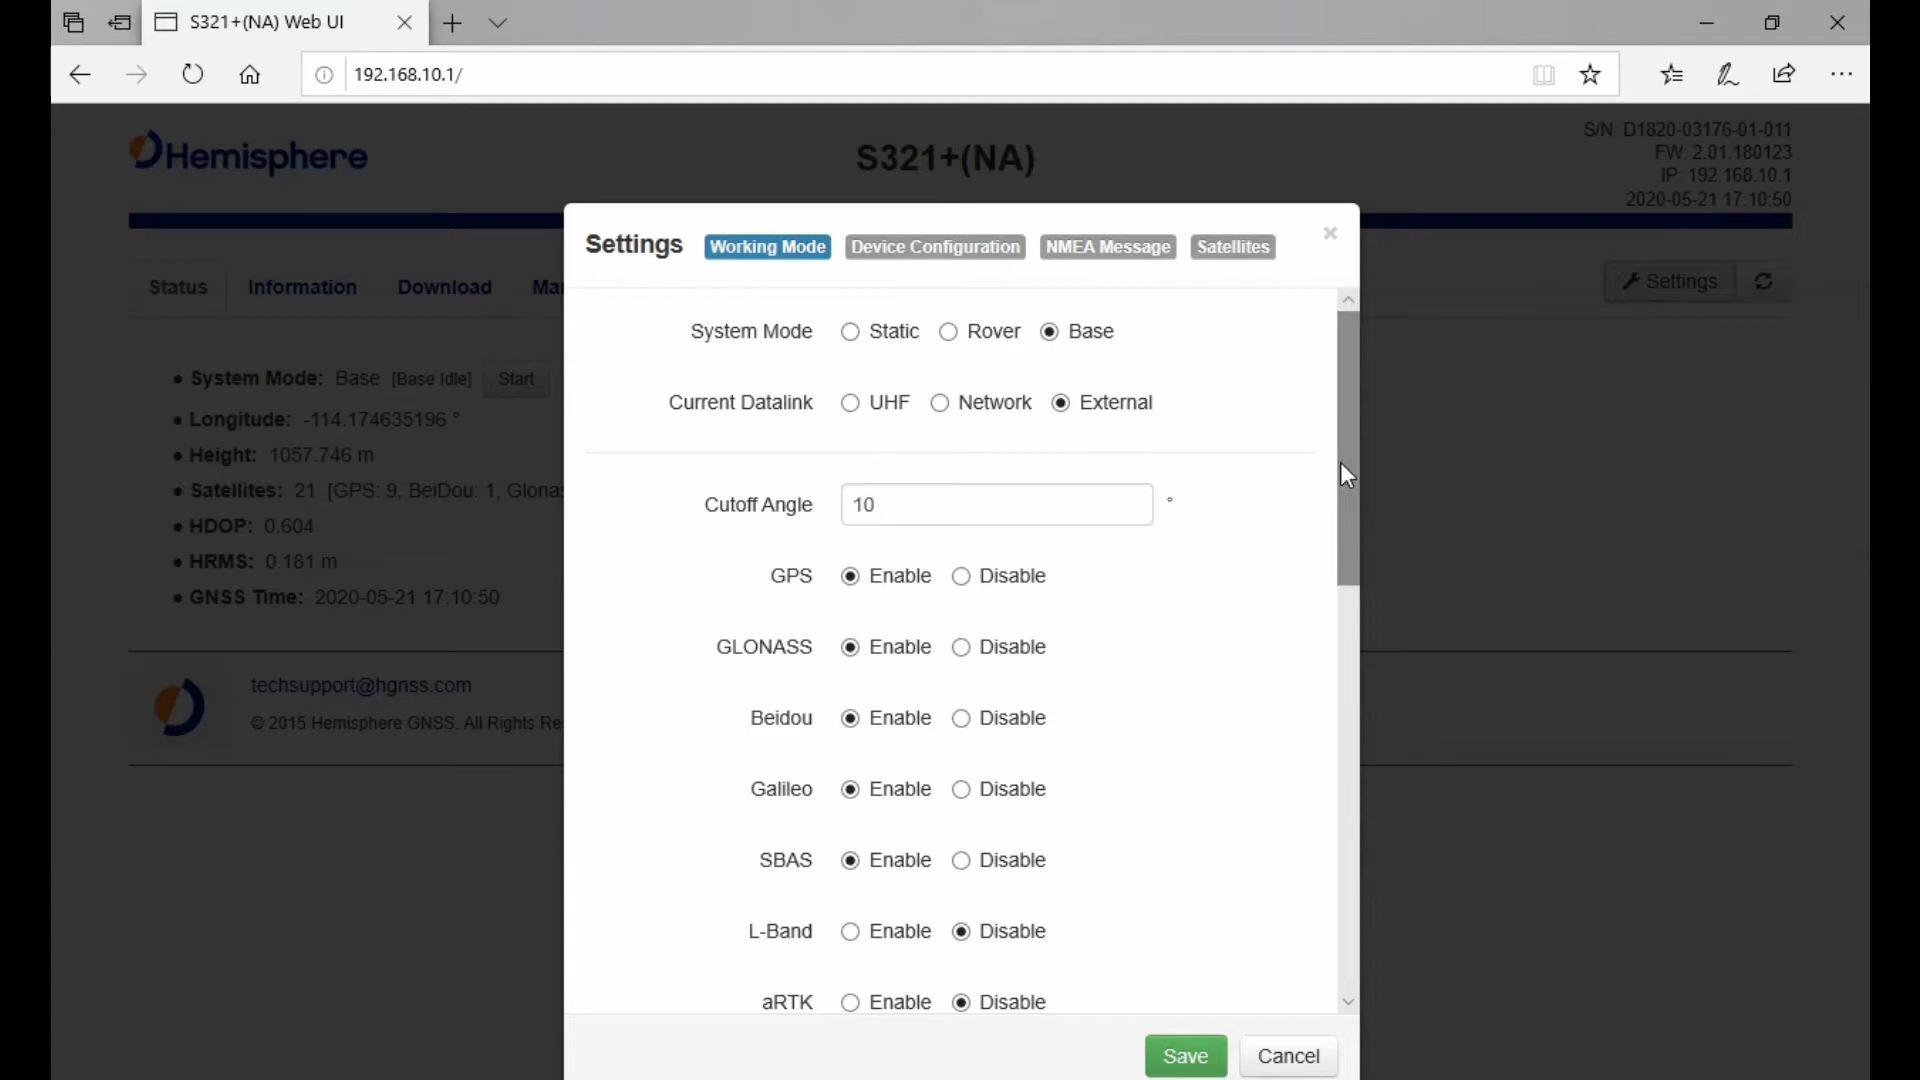 S321+(NA) Web UI
192.168.10.1/
Hemisphere
S321+(NA)
S/N: D1820-03176-01-011
FW: 2.01.180123
IP: 192.168.10.1
2020-05-21 17:10:50
Settings Working Mode Device Configuration NMEA Message Satellites ×
Status Information Download Ma
Settings
System Mode: Base [Base Idle] Start
Longitude: -114.174635196 °
Height: 1057.746 m
Satellites: 21 [GPS: 9, BeiDou: 1, Glonas
HDOP: 0.604
HRMS: 0.181 m
GNSS Time: 2020-05-21 17:10:50
techsupport@hgnss.com
© 2015 Hemisphere GNSS. All Rights Re
System Mode Static Rover Base
Current Datalink UHF Network External
Cutoff Angle 10 °
GPS Enable Disable
GLONASS Enable Disable
Beidou Enable Disable
Galileo Enable Disable
SBAS Enable Disable
L-Band Enable Disable
aRTK Enable Disable
Save Cancel